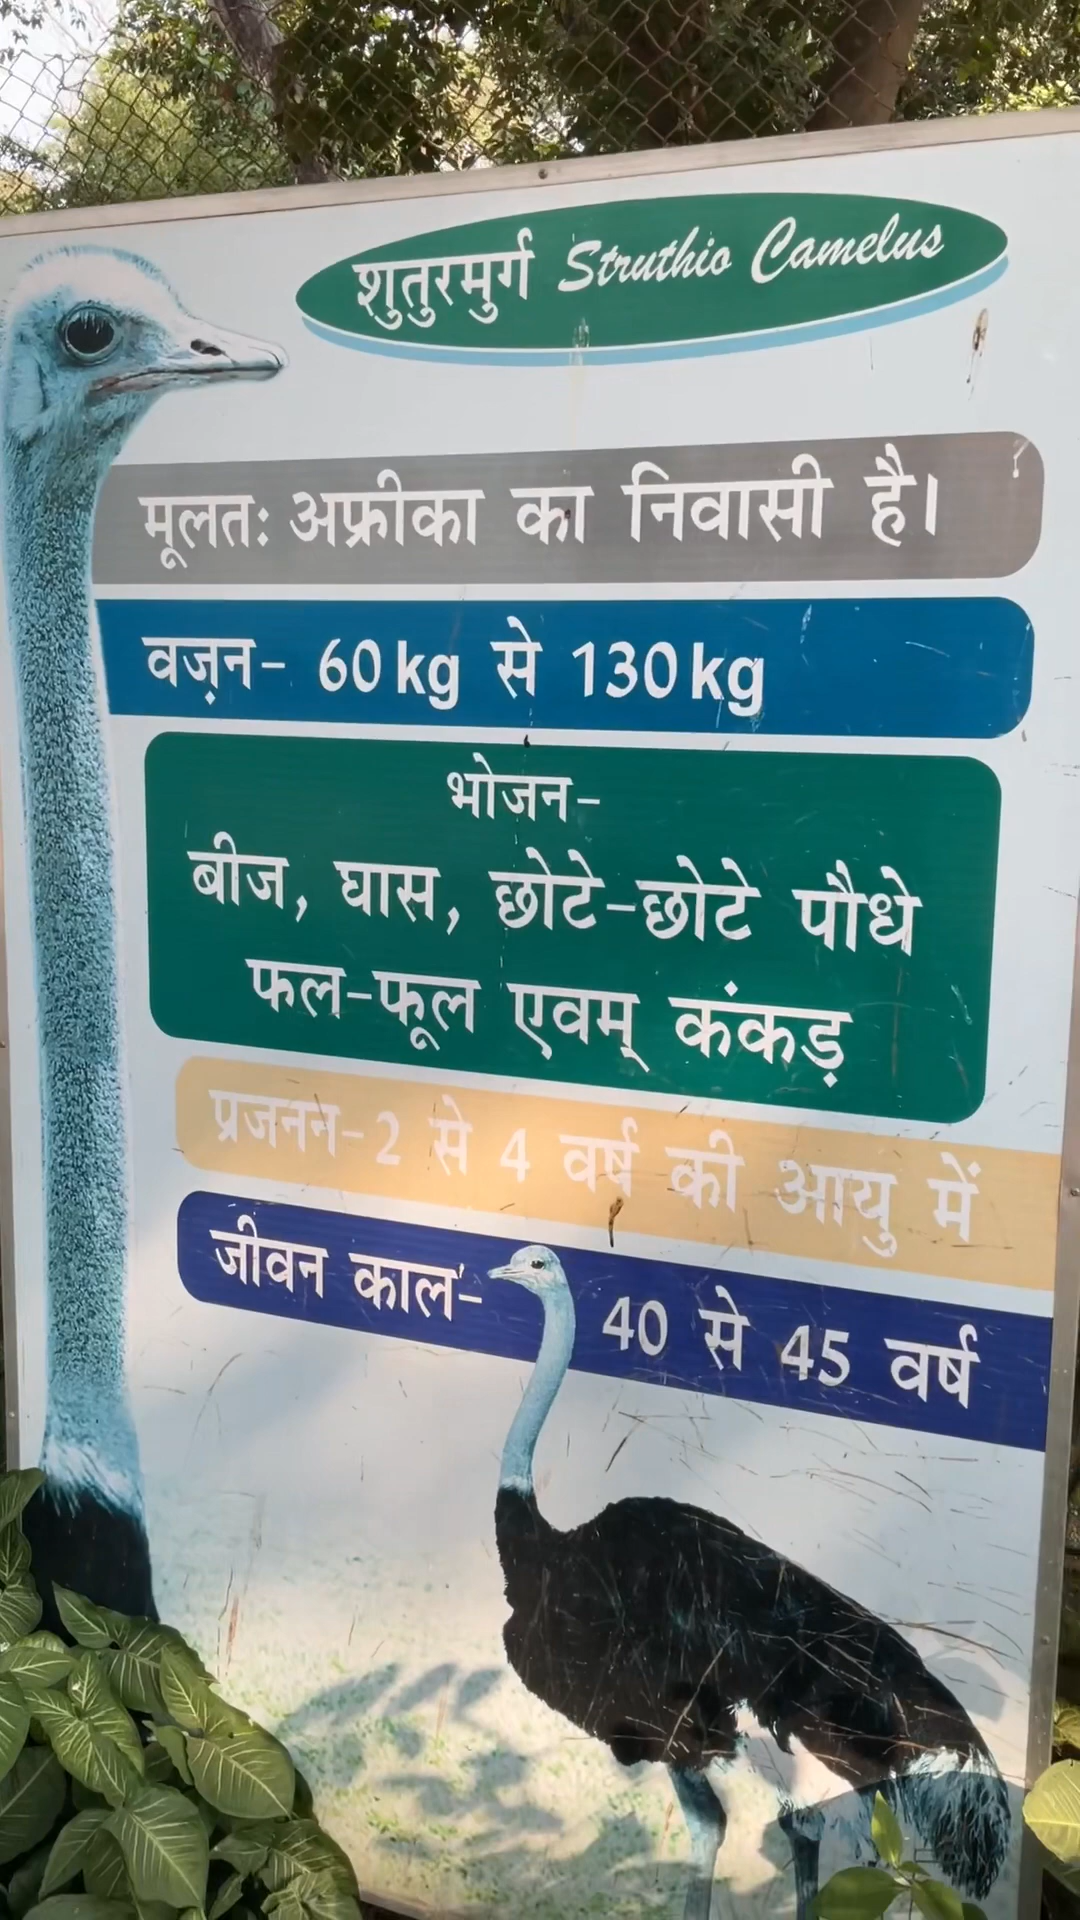 शुतुरमुर्ग Struthio Camelus
मूलतः अफ्रीका का निवासी है।
वज़न- 60 kg से 130 kg
भोजन-
बीज, घास, छोटे-छोटे पौधे
फल-फूल एवम् कंकड़
प्रजनन-2 से 4 वर्ष की आयु में
जीवन काल- 40 से 45 वर्ष